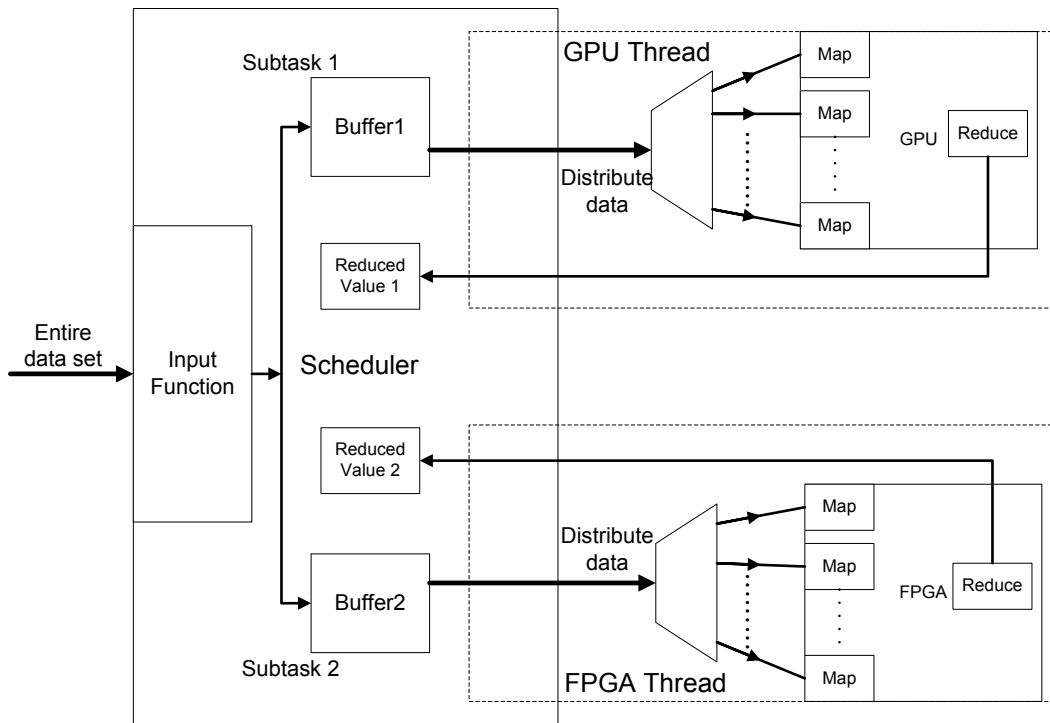 Subtask 1
Buffer1
GPU Thread
Map
Map
Map
GPU
Reduce
Distribute
data
Reduced
Value 1
Entire
data set
Input
Function
Scheduler
Reduced
Value 2
Distribute
data
Map
Map
Map
FPGA
Reduce
Buffer2
Subtask 2
FPGA Thread